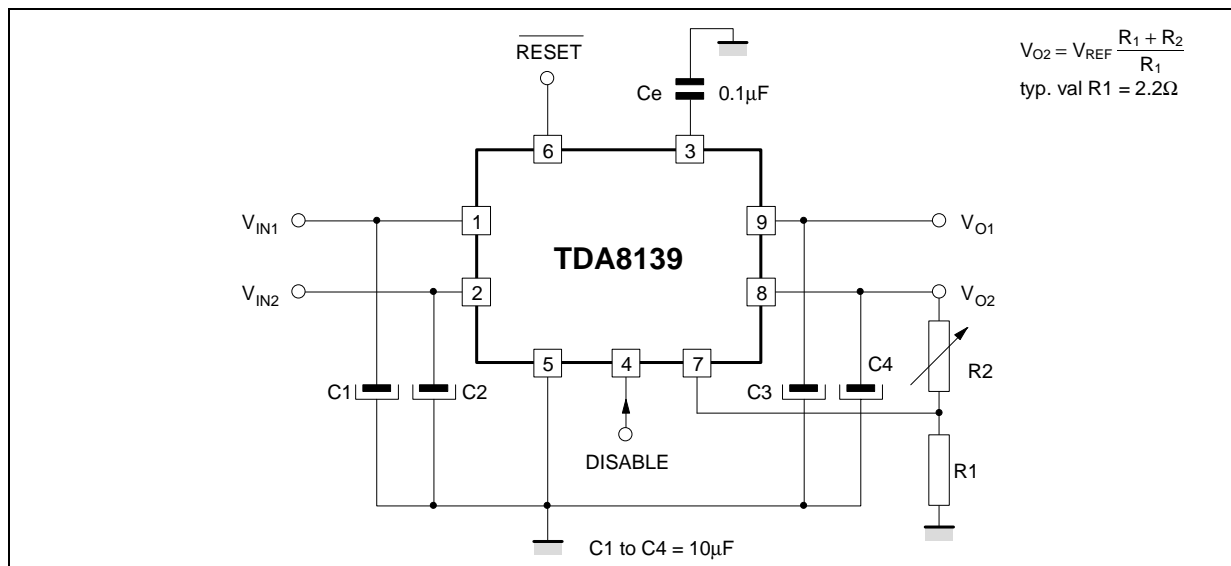 RESET
Ce 0.1μF
V_O2 = V_REF (R_1 + R_2) / R_1
typ. val R1 = 2.2Ω
6 3
V_IN1 1 9 V_O1
TDA8139
V_IN2 2 8 V_O2
5 4 7
C1 C2 C3 C4 R2
DISABLE
R1
C1 to C4 = 10μF